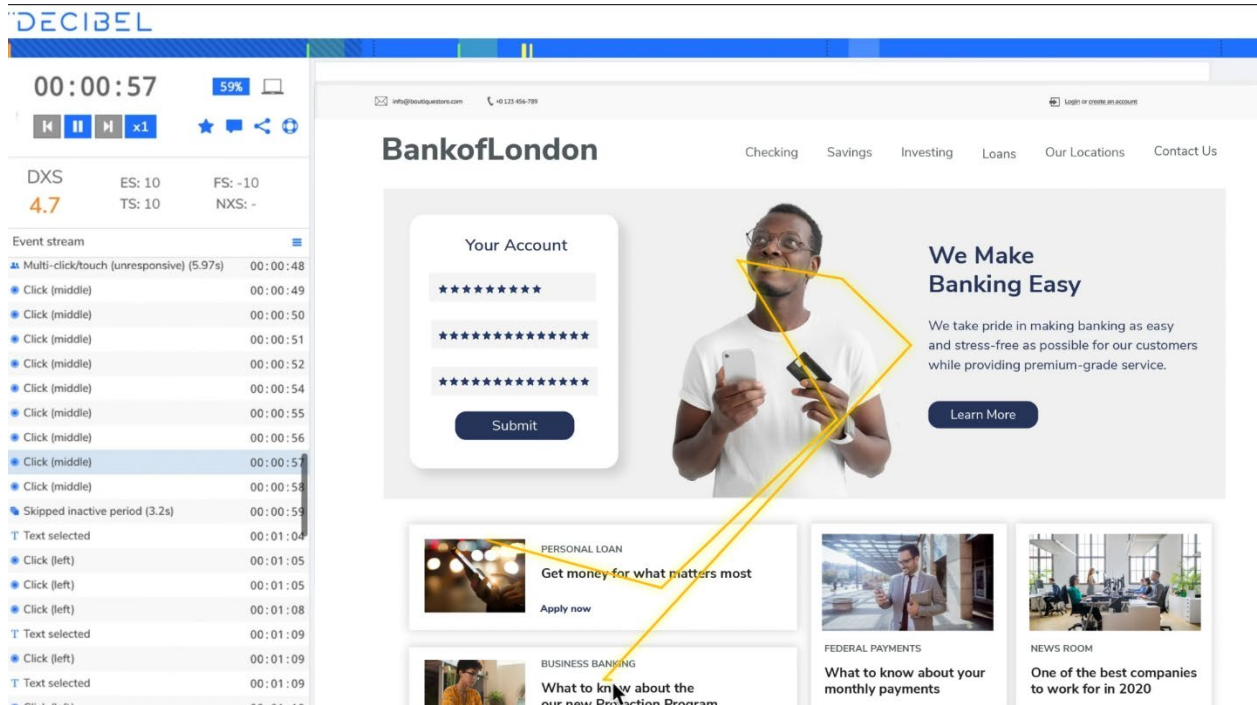 DECIBEL
00:00:57
59%
x1
DXS
4.7
ES: 10
FS: -10
TS: 10
NXS: -
Event stream
Multi-click/touch (unresponsive) (5.97s) 00:00:48
Click (middle) 00:00:49
Click (middle) 00:00:50
Click (middle) 00:00:51
Click (middle) 00:00:52
Click (middle) 00:00:54
Click (middle) 00:00:55
Click (middle) 00:00:56
Click (middle) 00:00:57
Click (middle) 00:00:58
Skipped inactive period (3.2s) 00:00:59
Text selected 00:01:04
Click (left) 00:01:05
Click (left) 00:01:05
Click (left) 00:01:08
Text selected 00:01:09
Click (left) 00:01:09
Text selected 00:01:09
info@boutiquestore.com +0 123 456-789
Login or create an account
BankofLondon
Checking Savings Investing Loans Our Locations Contact Us
Your Account
★★★★★★★★★
★★★★★★★★★★★★★★
★★★★★★★★★★★★★★
Submit
We Make
Banking Easy
We take pride in making banking as easy
and stress-free as possible for our customers
while providing premium-grade service.
Learn More
PERSONAL LOAN
Get money for what matters most
Apply now
BUSINESS BANKING
What to know about the
our new Protection Program
FEDERAL PAYMENTS
What to know about your
monthly payments
NEWS ROOM
One of the best companies
to work for in 2020